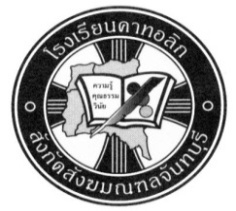 โรงเรียนคาทอลิก
ความรู้
คุณธรรม
วินัย
สังกัดสังฆมณฑลจันทบุรี